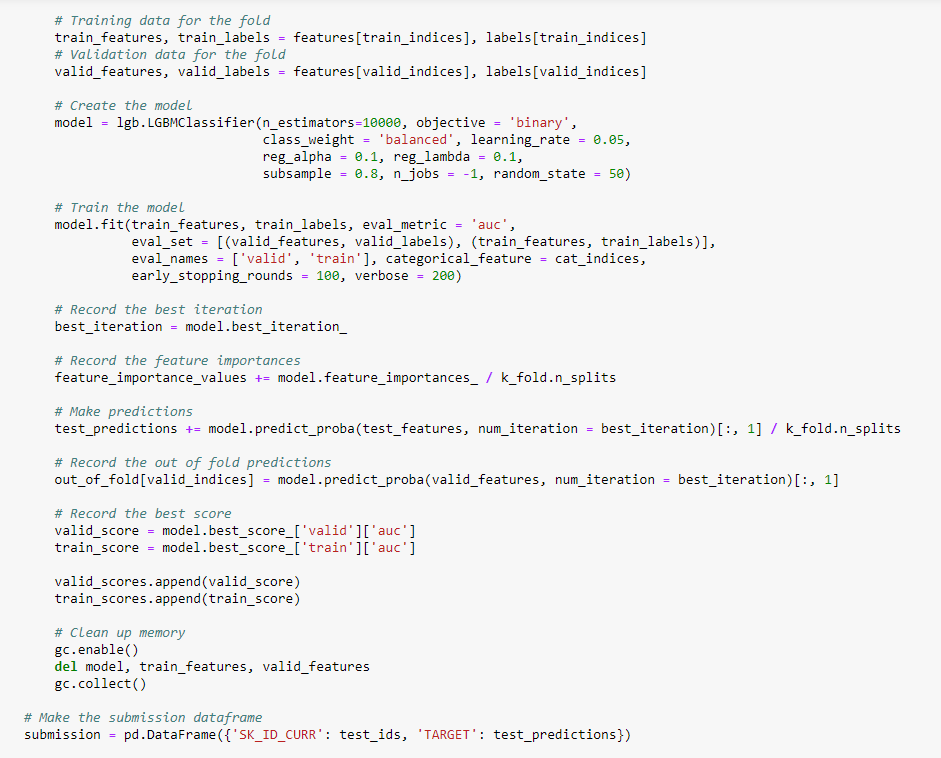 # Training data for the fold
train_features, train_labels = features[train_indices], labels[train_indices]
# Validation data for the fold
valid_features, valid_labels = features[valid_indices], labels[valid_indices]
# Create the model
model = lgb.LGBMClassifier(n_estimators=10000, objective = 'binary',
class_weight = 'balanced', learning_rate = 0.05,
reg_alpha = 0.1, reg_lambda = 0.1,
subsample = 0.8, n_jobs = -1, random_state = 50)
# Train the model
model.fit(train_features, train_labels, eval_metric = 'auc',
eval_set = [(valid_features, valid_labels), (train_features, train_labels)],
eval_names = ['valid', 'train'], categorical_feature = cat_indices,
early_stopping_rounds = 100, verbose = 200)
# Record the best iteration
best_iteration = model.best_iteration_
# Record the feature importances
feature_importance_values += model.feature_importances_ / k_fold.n_splits
# Make predictions
test_predictions += model.predict_proba(test_features, num_iteration = best_iteration)[:, 1] / k_fold.n_splits
# Record the out of fold predictions
out_of_fold[valid_indices] = model.predict_proba(valid_features, num_iteration = best_iteration)[:, 1]
# Record the best score
valid_score = model.best_score_['valid']['auc']
train_score = model.best_score_['train']['auc']
valid_scores.append(valid_score)
train_scores.append(train_score)
# Clean up memory
gc.enable()
del model, train_features, valid_features
gc.collect()
# Make the submission dataframe
submission = pd.DataFrame({'SK_ID_CURR': test_ids, 'TARGET': test_predictions})